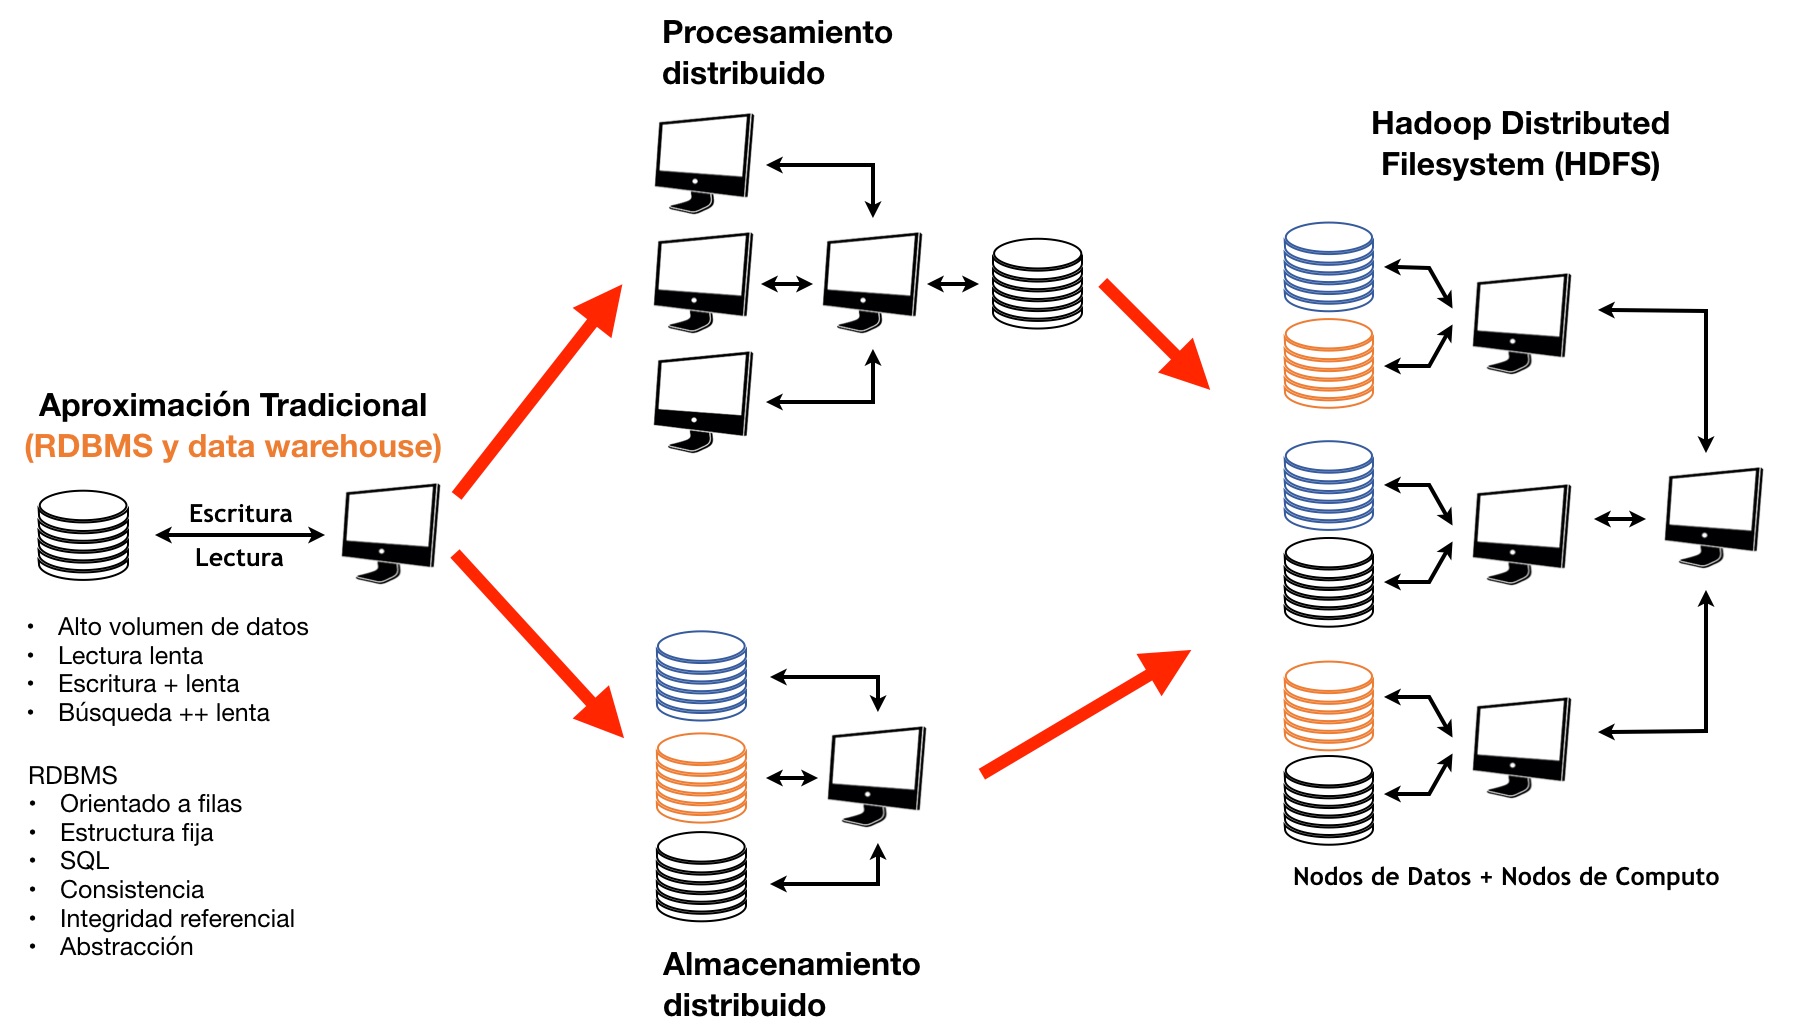 Procesamiento
distribuido
Hadoop Distributed
Filesystem (HDFS)
Aproximación Tradicional
(RDBMS y data warehouse)
Escritura
Lectura
• Alto volumen de datos
• Lectura lenta
• Escritura + lenta
• Búsqueda ++ lenta
RDBMS
• Orientado a filas
• Estructura fija
• SQL
• Consistencia
• Integridad referencial
• Abstracción
Nodos de Datos + Nodos de Computo
Almacenamiento
distribuido